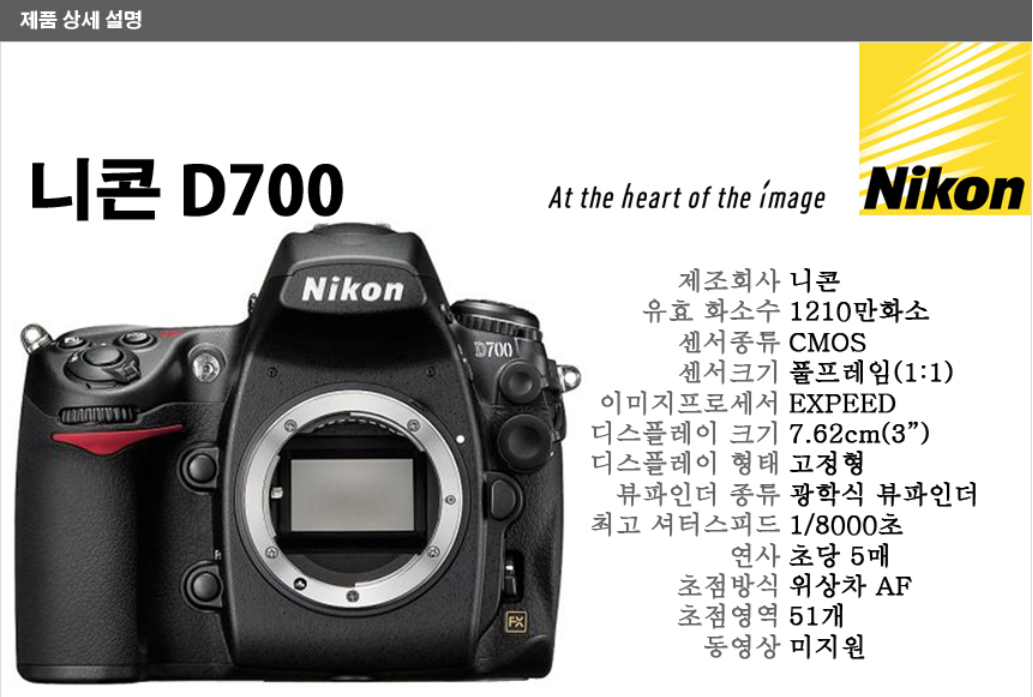 제품 상세 설명
니콘 D700
At the heart of the image
Nikon
Nikon
D700
FX
제조회사 니콘
유효 화소수 1210만화소
센서종류 CMOS
센서크기 풀프레임(1:1)
이미지프로세서 EXPEED
디스플레이 크기 7.62cm(3”)
디스플레이 형태 고정형
뷰파인더 종류 광학식 뷰파인더
최고 셔터스피드 1/8000초
연사 초당 5매
초점방식 위상차 AF
초점영역 51개
동영상 미지원